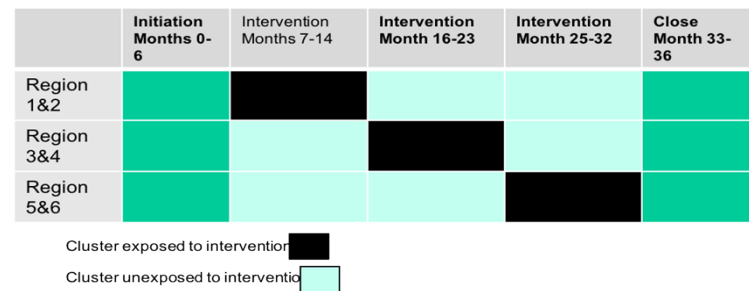 Initiation
Months 0-
6
Intervention
Months 7-14
Intervention
Month 16-23
Intervention
Month 25-32
Close
Month 33-
36
Region
1&2
Region
3&4
Region
5&6
Cluster exposed to intervention
Cluster unexposed to interventio